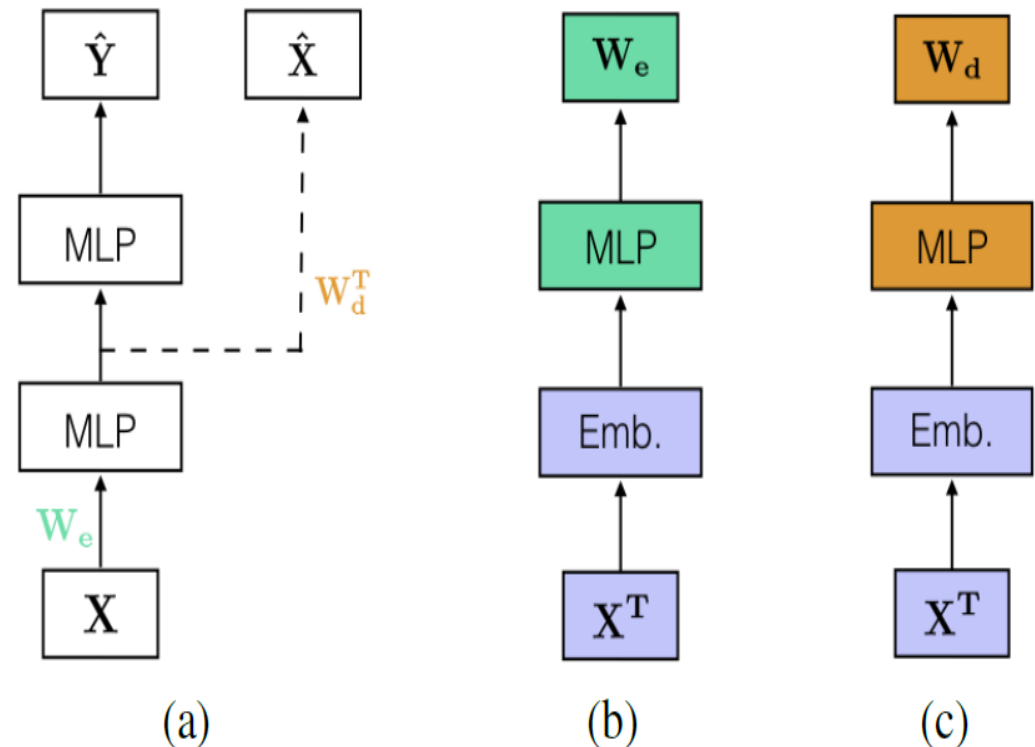 Ŷ X̂
MLP
W_d^T
MLP
W_e
X
(a)
W_e
MLP
Emb.
X^T
(b)
W_d
MLP
Emb.
X^T
(c)